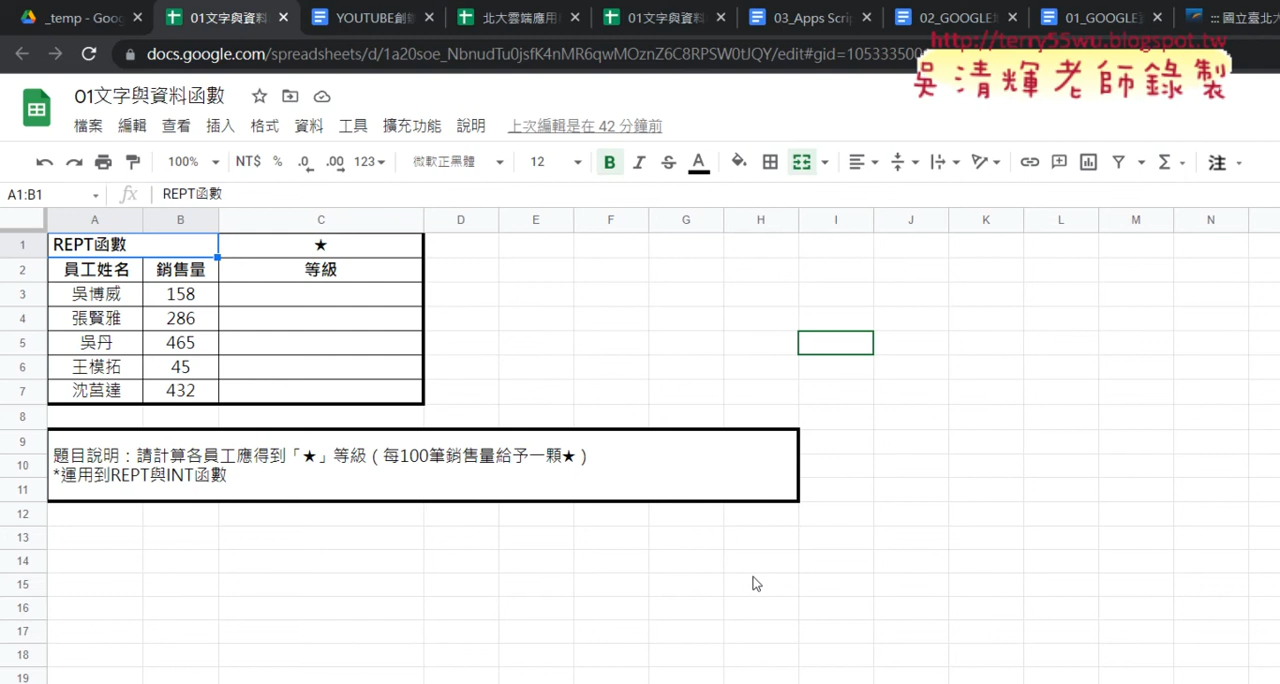 _temp - Goog
01文字與資料
YOUTUBE創
北大雲端應用
01文字與資料
03_Apps Scri
02_GOOGLE
01_GOOGLE
::: 國立臺北大
docs.google.com/spreadsheets/d/1a20soe_NbnudTu0jsfK4nMR6qwMOznZ6C8RPSW0tJQY/edit#gid=105333500
http://terry55wu.blogspot.tw
吳清輝老師錄製
01文字與資料函數
檔案 編輯 查看 插入 格式 資料 工具 擴充功能 說明 上次編輯是在 42 分鐘前
100% NT$ % .0 .00 123 微軟正黑體 12 B I S A Σ 注
A1:B1 fx REPT函數
A B C D E F G H I J K L M N
1 REPT函數 ★
2 員工姓名 銷售量 等級
3 吳博威 158
4 張賢雅 286
5 吳丹 465
6 王模拓 45
7 沈莒達 432
8
9
10
11
題目說明：請計算各員工應得到「★」等級（每100筆銷售量給予一顆★）
*運用到REPT與INT函數
12
13
14
15
16
17
18
19